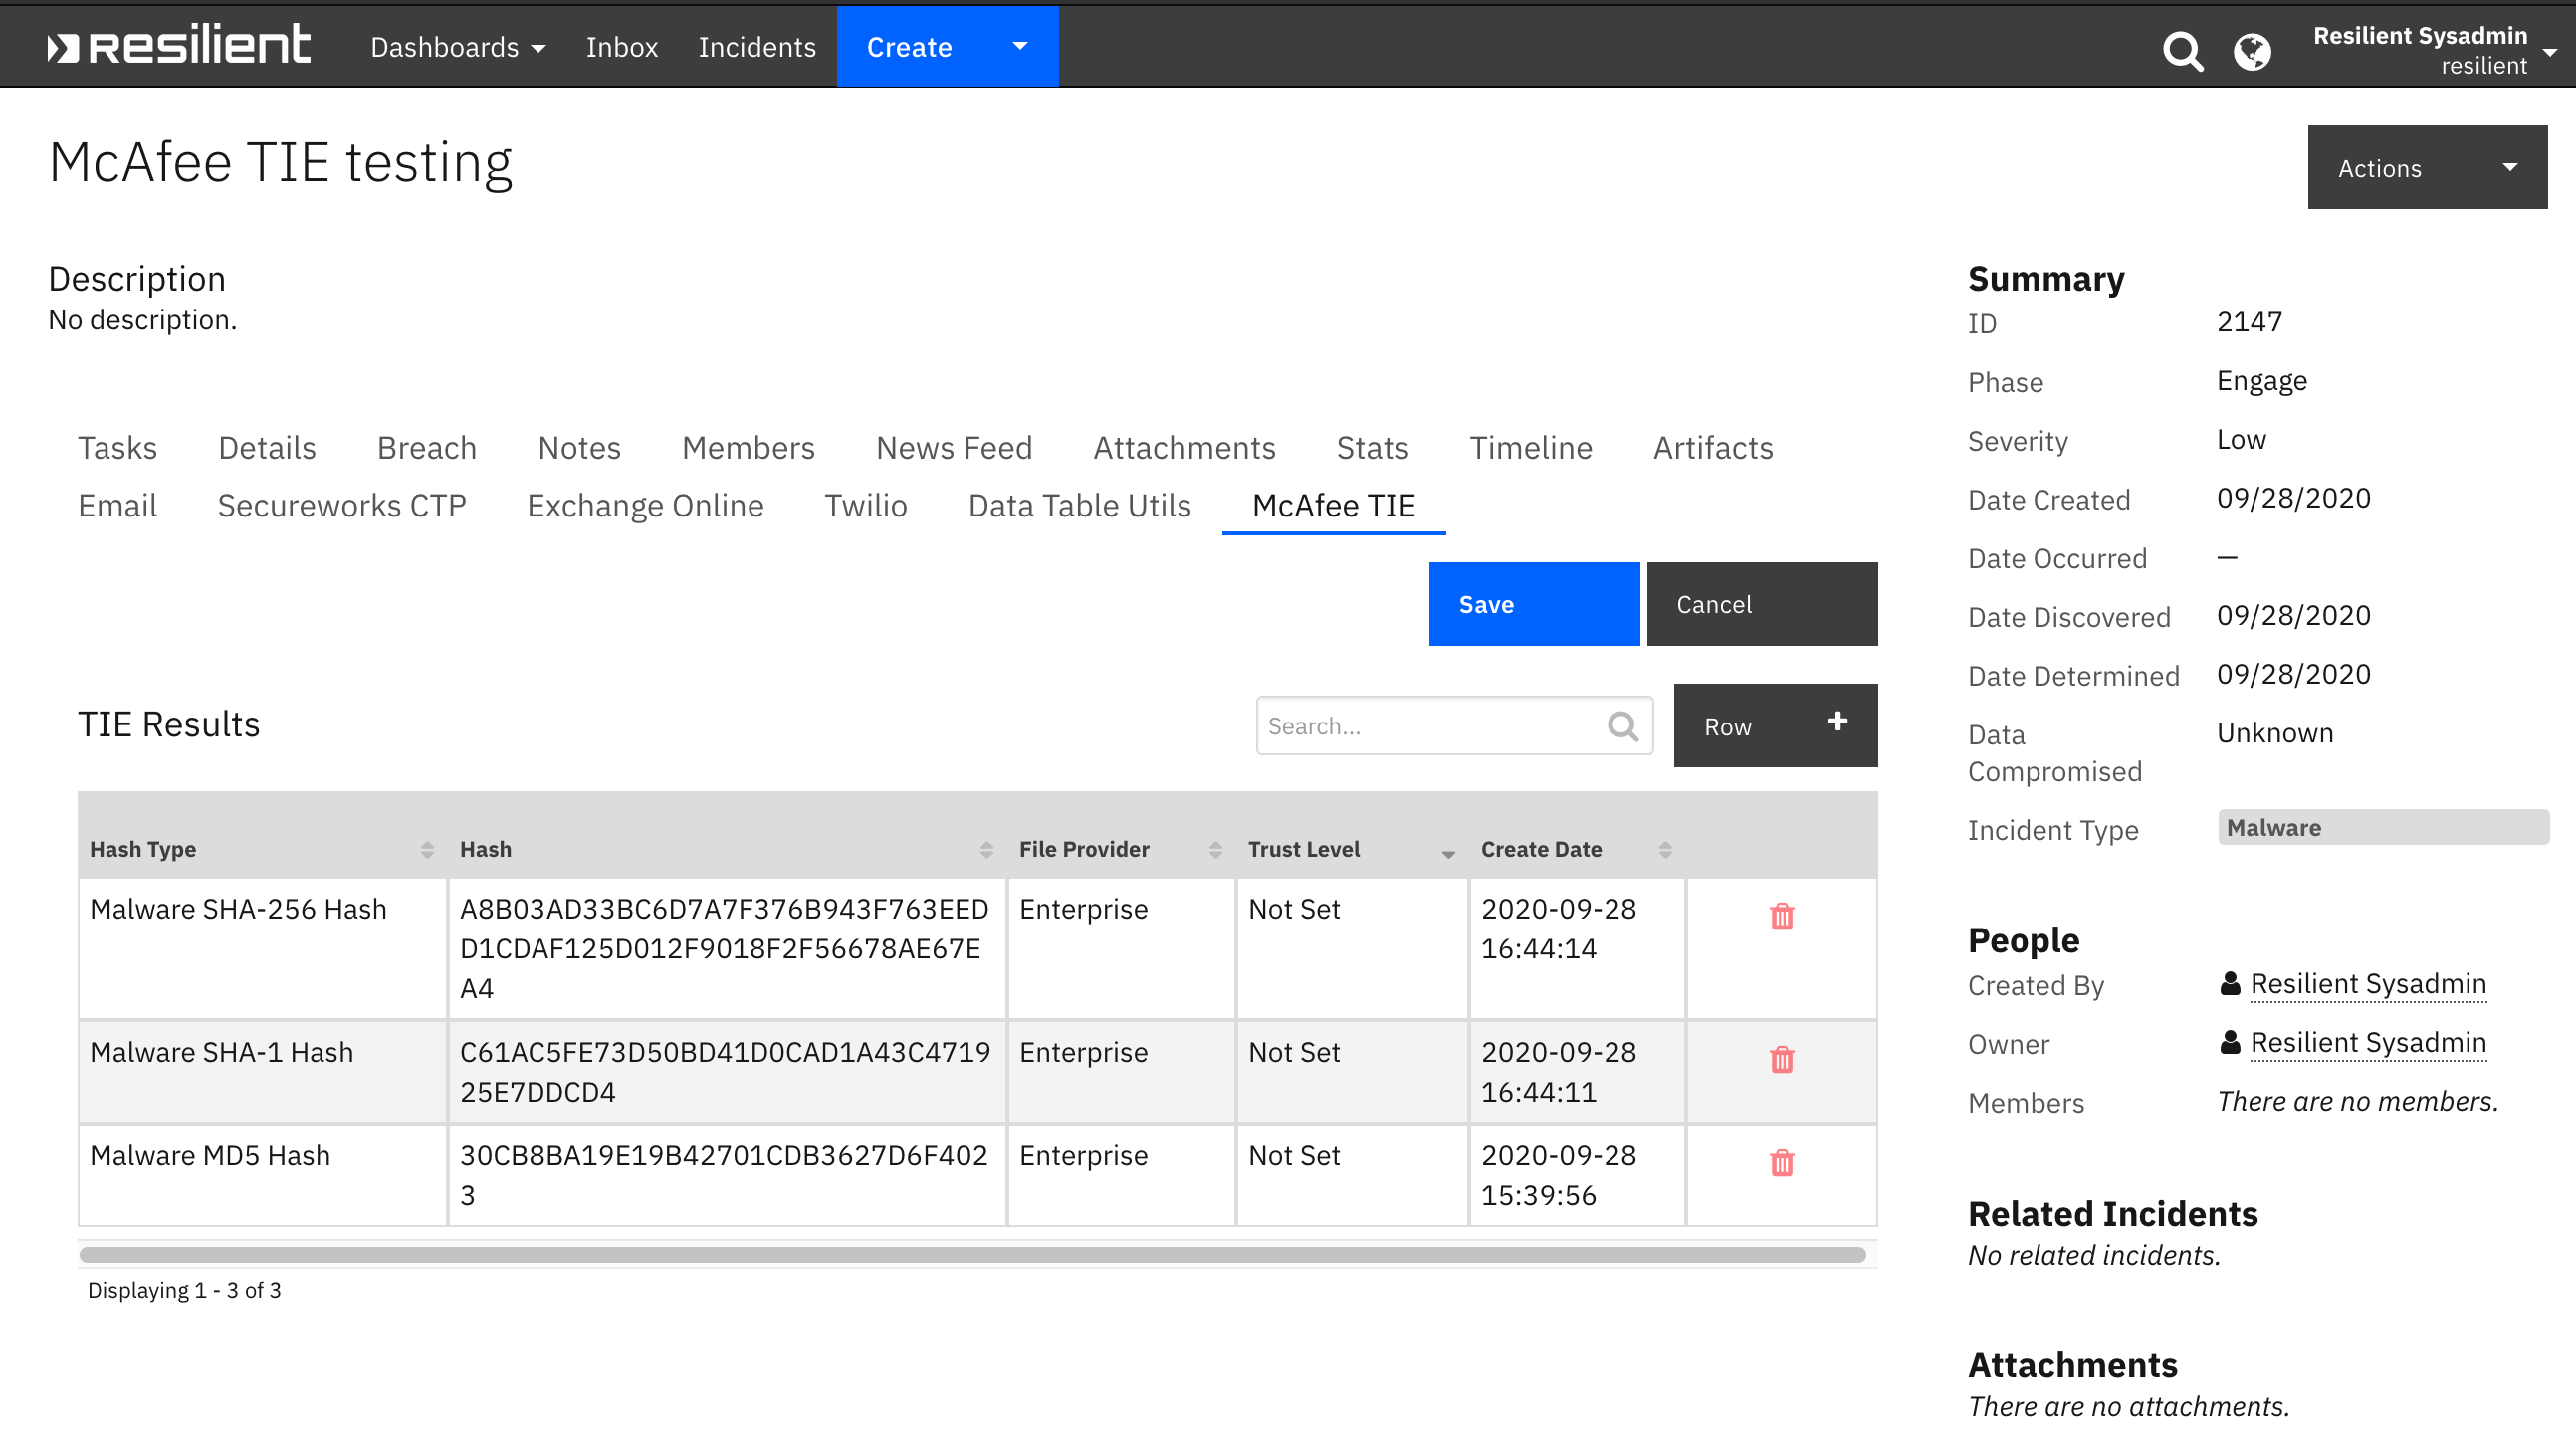 resilient
Dashboards
Inbox
Incidents
Create
Resilient Sysadmin
resilient
McAfee TIE testing
Actions
Description
No description.
Tasks Details Breach Notes Members News Feed Attachments Stats Timeline Artifacts
Email Secureworks CTP Exchange Online Twilio Data Table Utils McAfee TIE
Save Cancel
TIE Results
Search...
Row +
Hash Type Hash File Provider Trust Level Create Date
Malware SHA-256 Hash A8B03AD33BC6D7A7F376B943F763EED Enterprise Not Set 2020-09-28
D1CDAF125D012F9018F2F56678AE67E 16:44:14
A4
Malware SHA-1 Hash C61AC5FE73D50BD41D0CAD1A43C4719 Enterprise Not Set 2020-09-28
25E7DDCD4 16:44:11
Malware MD5 Hash 30CB8BA19E19B42701CDB3627D6F402 Enterprise Not Set 2020-09-28
3 15:39:56
Displaying 1 - 3 of 3
Summary
ID 2147
Phase Engage
Severity Low
Date Created 09/28/2020
Date Occurred —
Date Discovered 09/28/2020
Date Determined 09/28/2020
Data Unknown
Compromised
Incident Type Malware
People
Created By Resilient Sysadmin
Owner Resilient Sysadmin
Members There are no members.
Related Incidents
No related incidents.
Attachments
There are no attachments.